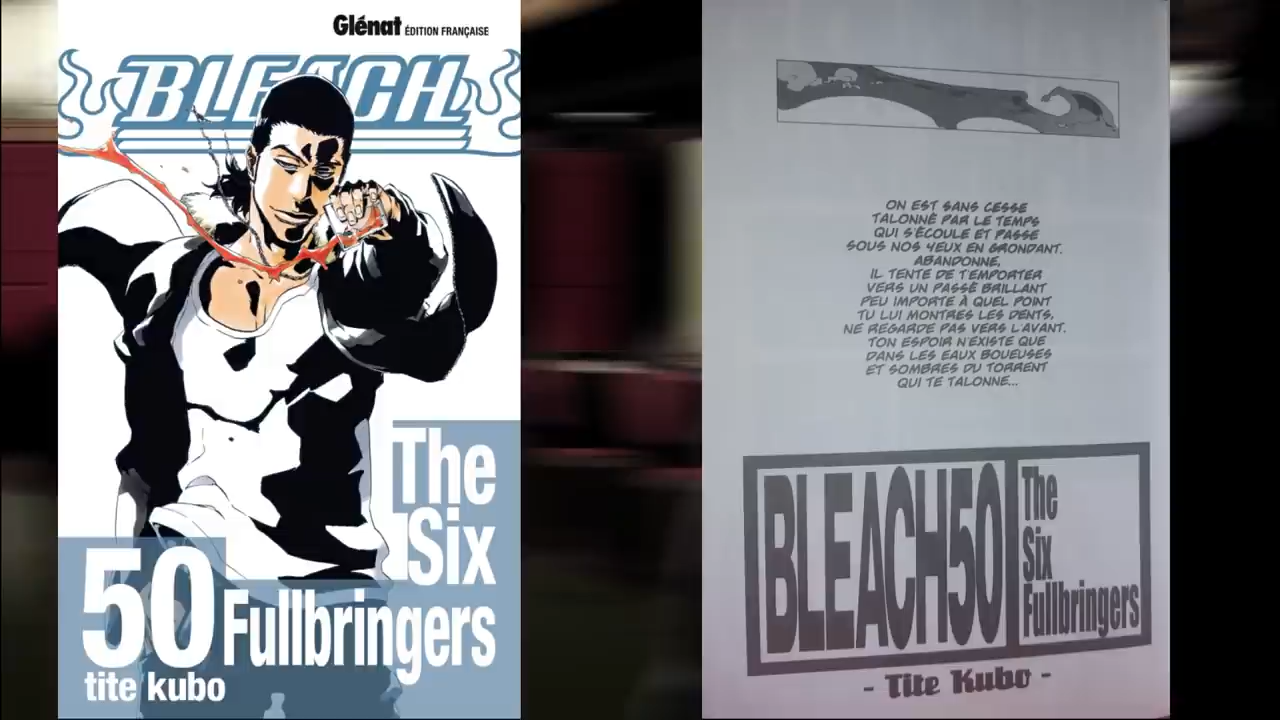 Glénat ÉDITION FRANÇAISE
BLEACH
The
Six
50 Fullbringers
tite kubo
ON EST SANS CESSE
TALONNÉ PAR LE TEMPS
QUI S'ÉCOULE ET PASSE
SOUS NOS YEUX EN GRONDANT.
ABANDONNE,
IL TENTE DE T'EMPORTER
VERS UN PASSÉ BRILLANT
PEU IMPORTE À QUEL POINT
TU LUI MONTRES LES DENTS,
NE REGARDE PAS VERS L'AVANT.
TON ESPOIR N'EXISTE QUE
DANS LES EAUX BOUEUSES
ET SOMBRES DU TORRENT
QUI TE TALONNE...
BLEACH50
The
Six
Fullbringers
- Tite Kubo -